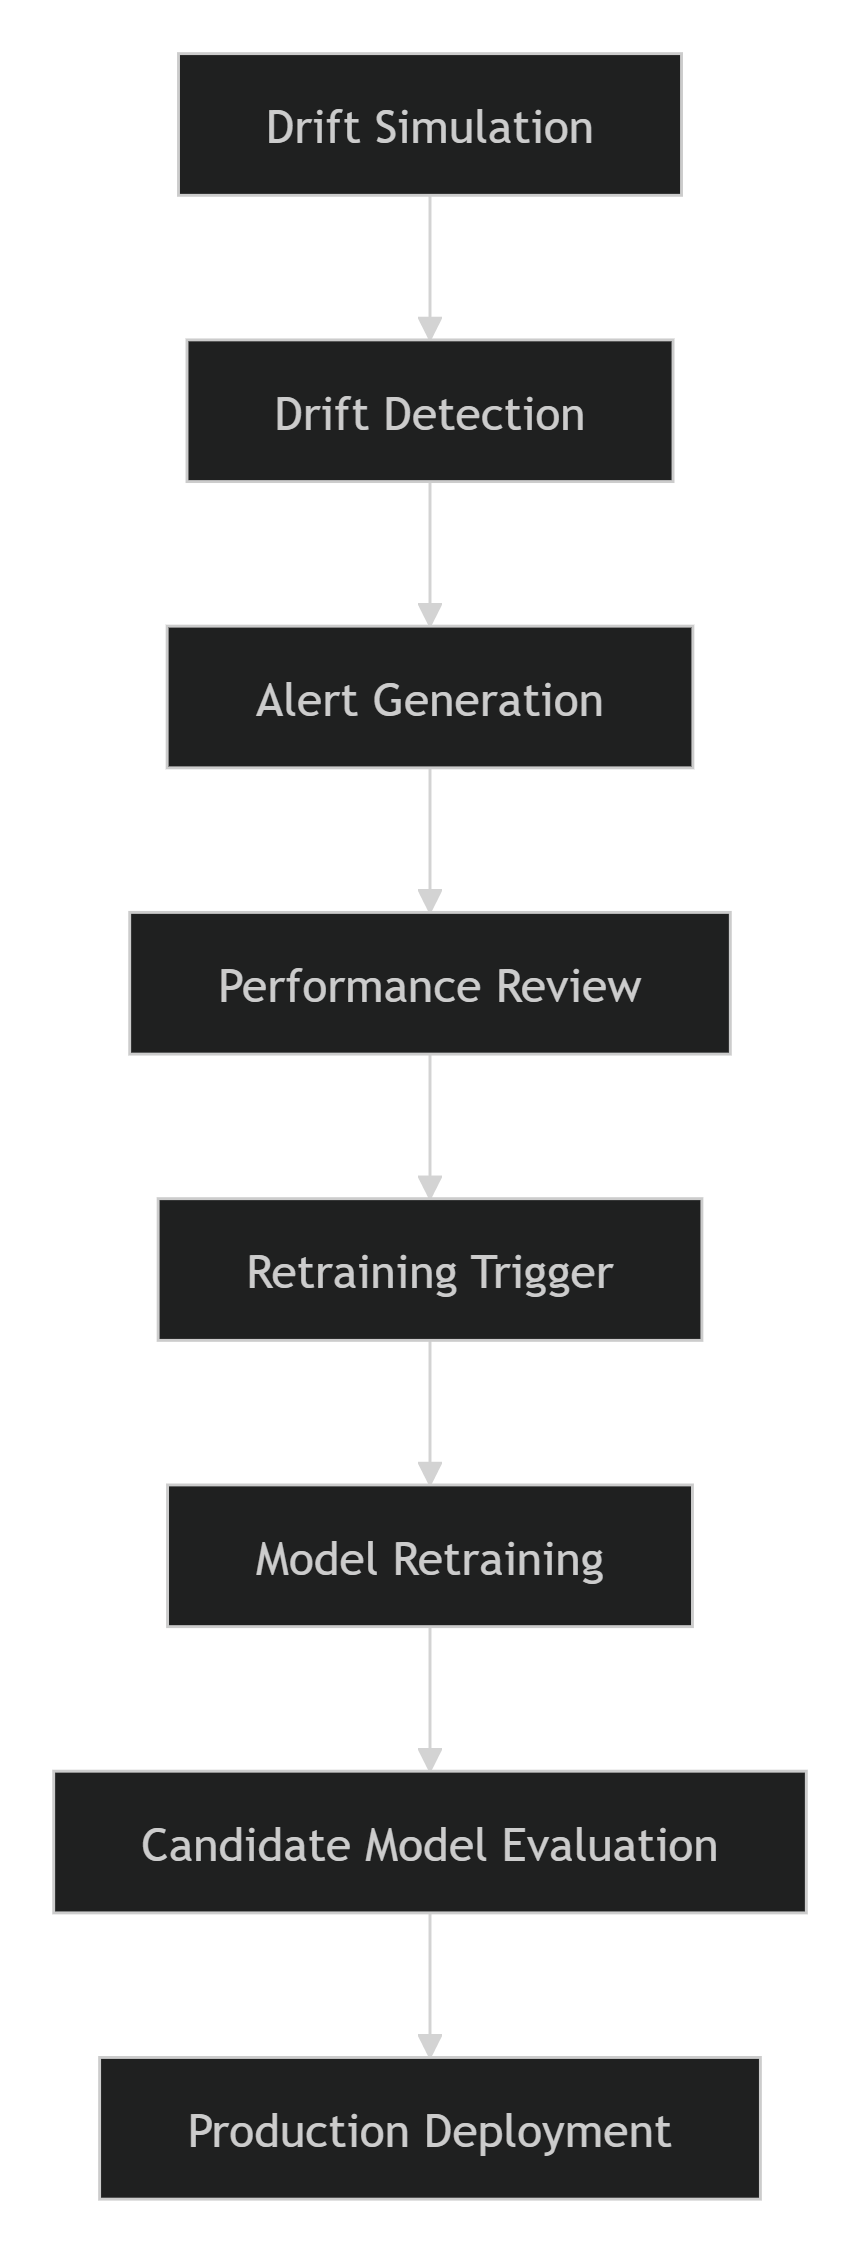 Drift Simulation
Drift Detection
Alert Generation
Performance Review
Retraining Trigger
Model Retraining
Candidate Model Evaluation
Production Deployment